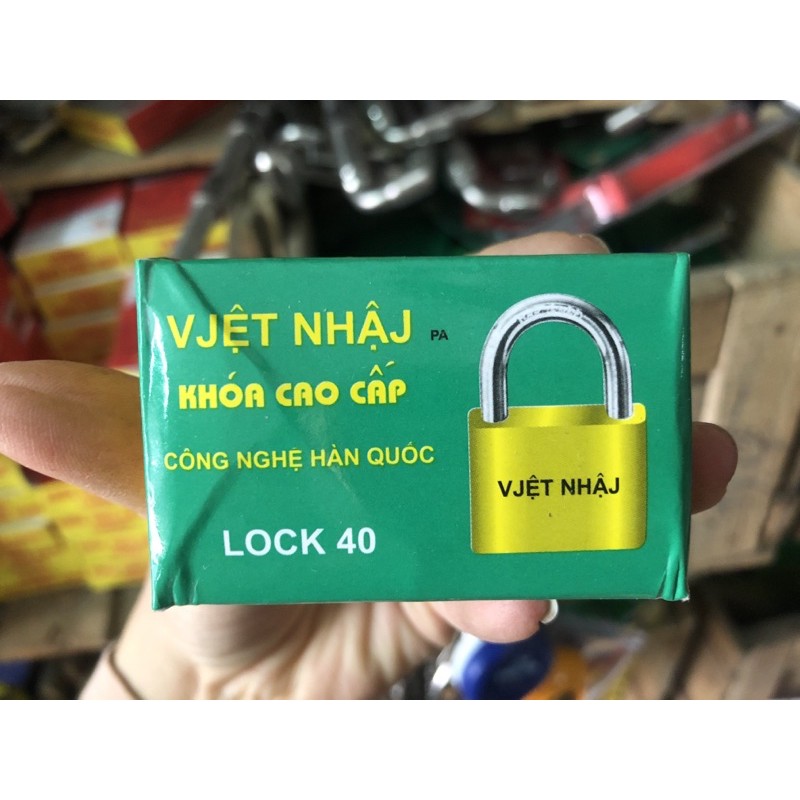 VJỆT NHẬJ PA
KHÓA CAO CẤP
CÔNG NGHỆ HÀN QUỐC
LOCK 40
VJỆT NHẬJ